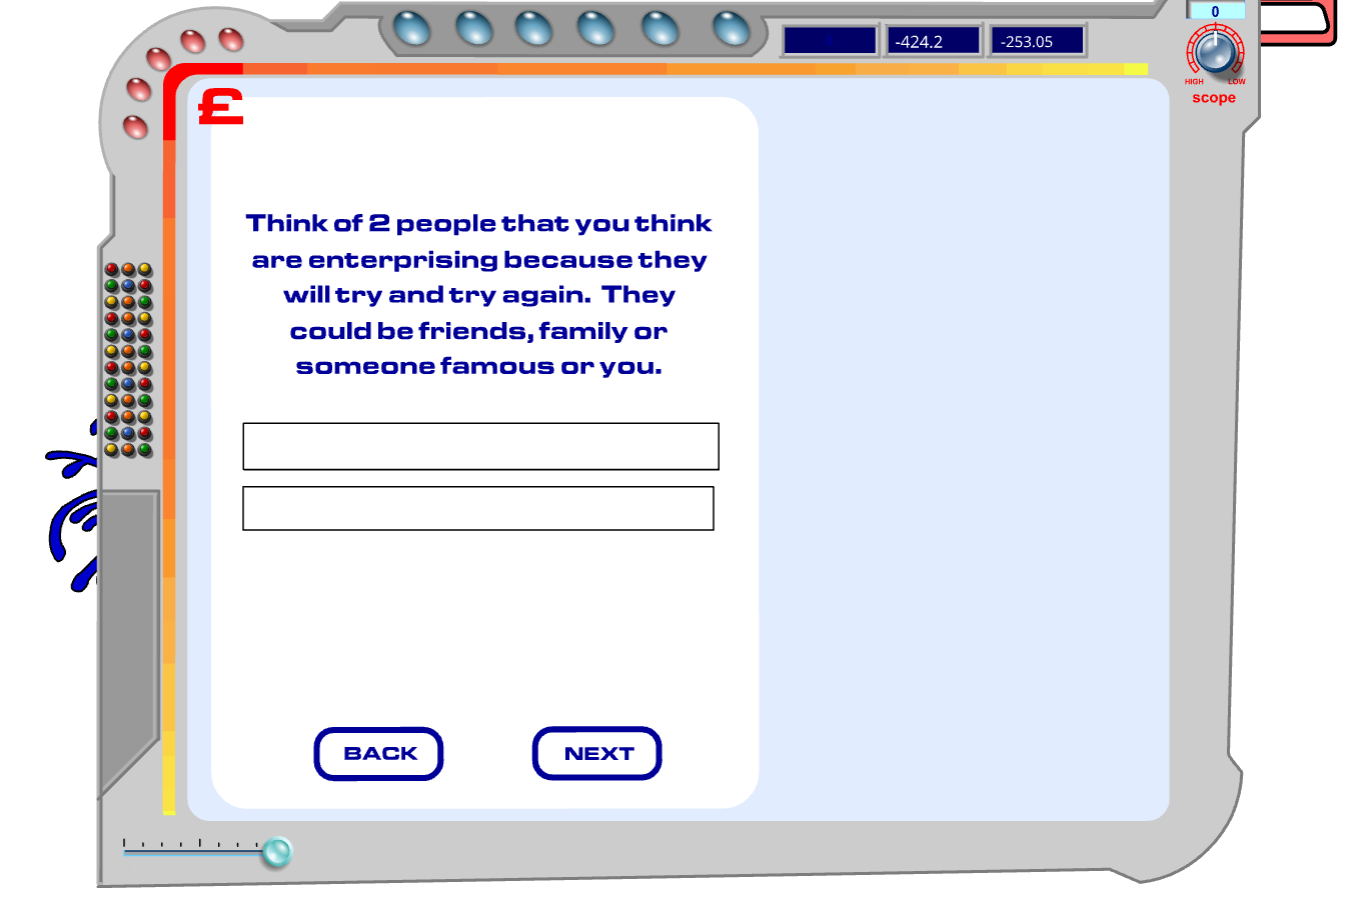 0
-424.2
-253.05
HIGH
LOW
scope
£
Think of 2 people that you think
are enterprising because they
will try and try again. They
could be friends, family or
someone famous or you.
BACK
NEXT